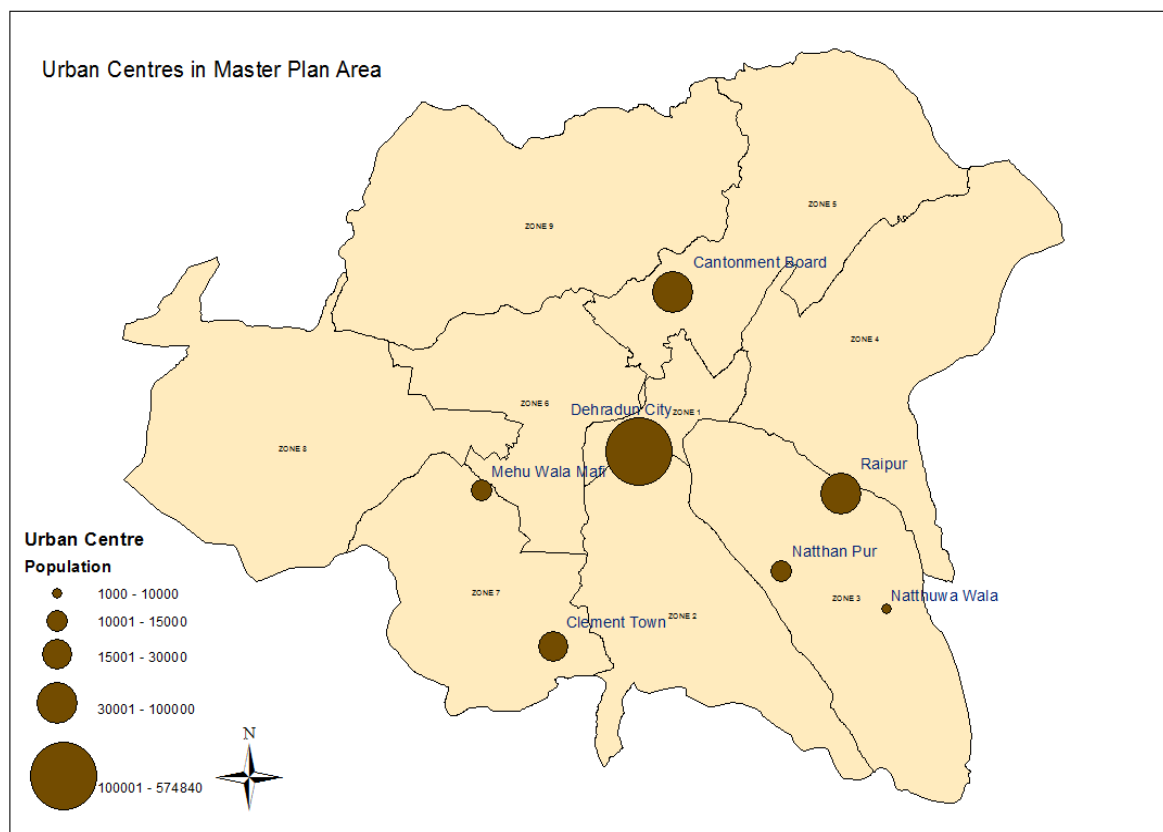 Urban Centres in Master Plan Area
ZONE 5
ZONE 9
Cantonment Board
ZONE 4
ZONE 6
Dehradun City
ZONE 1
ZONE 8
Mehu Wala Mafi
Raipur
Natthan Pur
ZONE 7
Natthuwa Wala
ZONE 3
ZONE 2
Clement Town
Urban Centre
Population
1000 - 10000
10001 - 15000
15001 - 30000
30001 - 100000
100001 - 574840
N